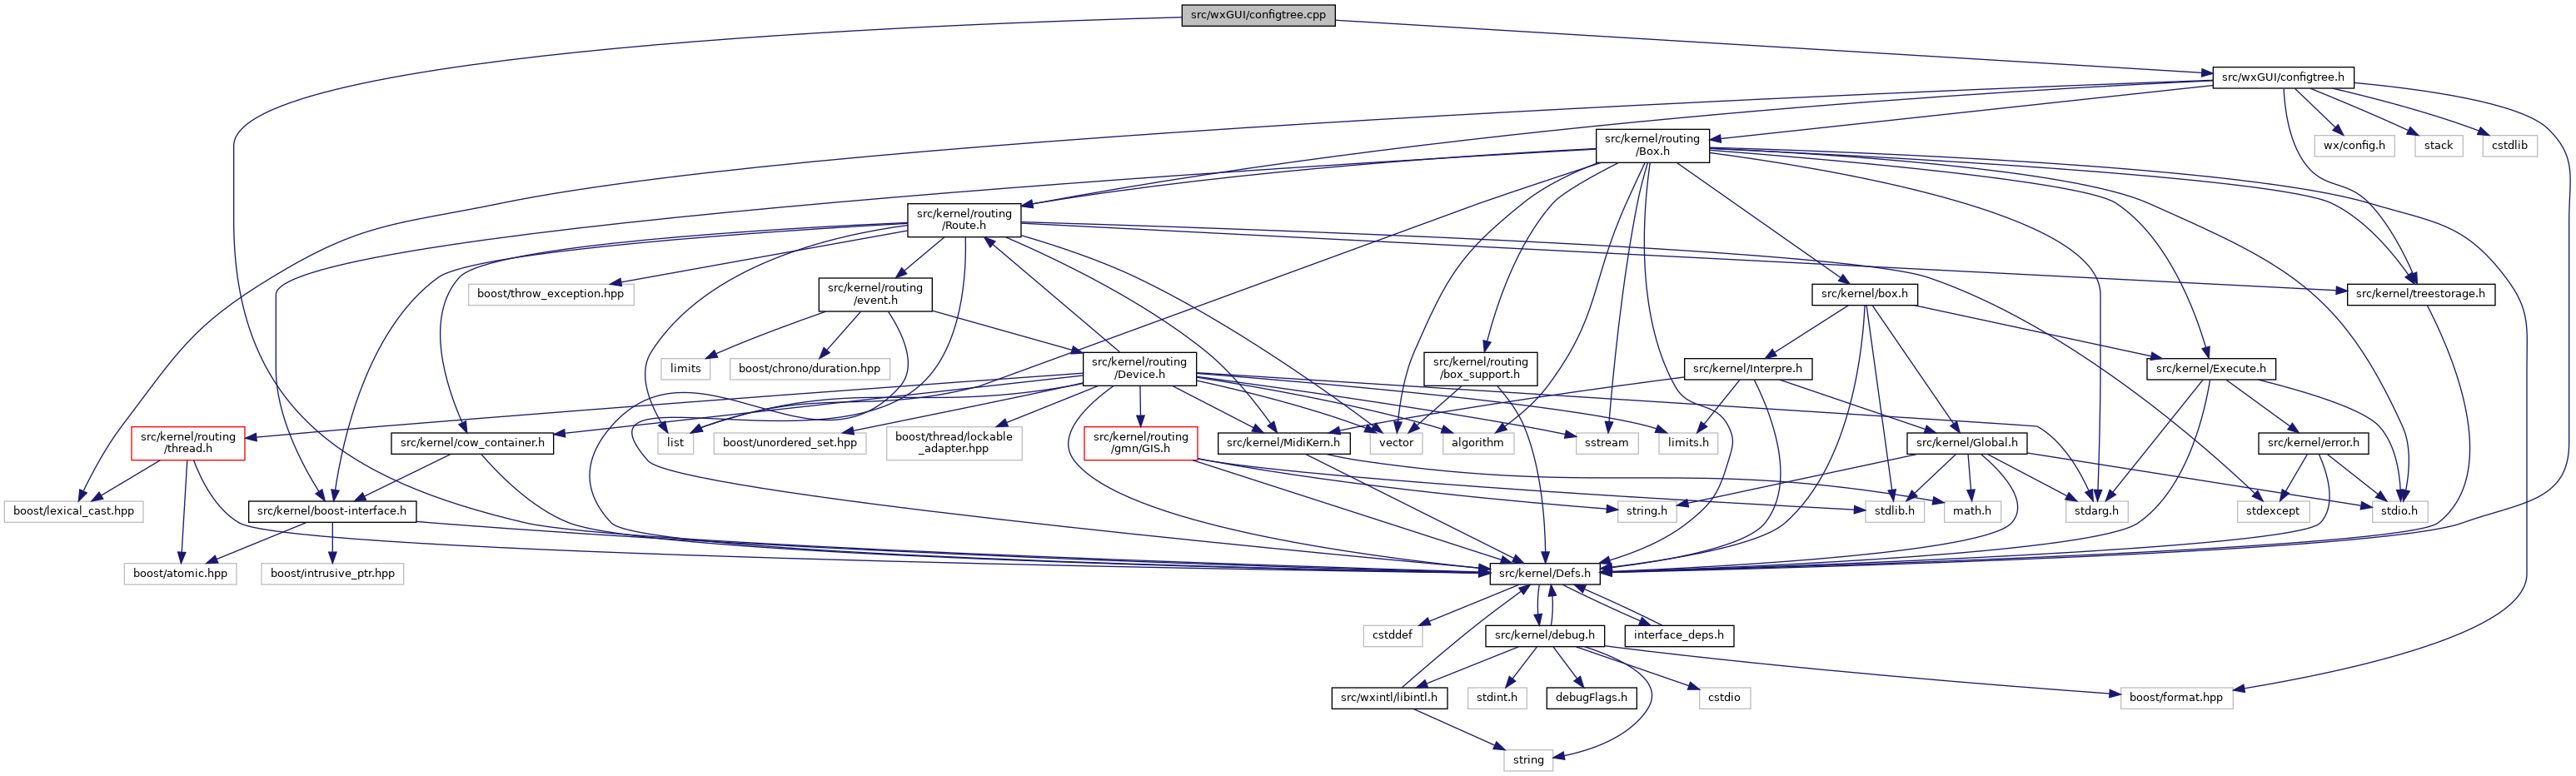 src/wxGUI/configtree.cpp
src/wxGUI/configtree.h
src/kernel/routing
/Box.h
wx/config.h
stack
cstdlib
src/kernel/routing
/Route.h
boost/throw_exception.hpp
src/kernel/routing
/event.h
src/kernel/box.h
src/kernel/treestorage.h
limits
boost/chrono/duration.hpp
src/kernel/routing
/Device.h
src/kernel/routing
/box_support.h
src/kernel/Interpre.h
src/kernel/Execute.h
src/kernel/routing
/thread.h
src/kernel/cow_container.h
list
boost/unordered_set.hpp
boost/thread/lockable
_adapter.hpp
src/kernel/routing
/gmn/GIS.h
src/kernel/MidiKern.h
vector
algorithm
sstream
limits.h
src/kernel/Global.h
src/kernel/error.h
boost/lexical_cast.hpp
src/kernel/boost-interface.h
string.h
stdlib.h
math.h
stdarg.h
stdexcept
stdio.h
boost/atomic.hpp
boost/intrusive_ptr.hpp
src/kernel/Defs.h
cstddef
src/kernel/debug.h
interface_deps.h
src/wxintl/libintl.h
stdint.h
debugFlags.h
cstdio
boost/format.hpp
string